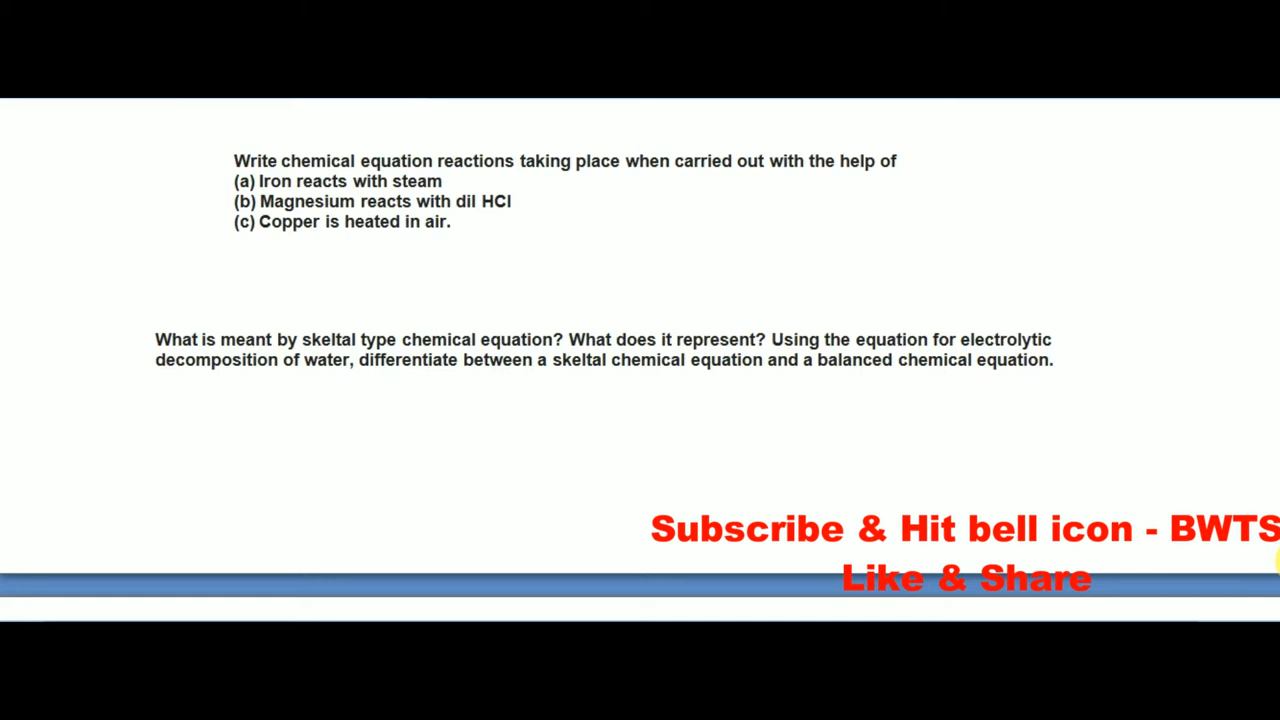 Write chemical equation reactions taking place when carried out with the help of
(a) Iron reacts with steam
(b) Magnesium reacts with dil HCl
(c) Copper is heated in air.
What is meant by skeltal type chemical equation? What does it represent? Using the equation for electrolytic
decomposition of water, differentiate between a skeltal chemical equation and a balanced chemical equation.
Subscribe & Hit bell icon - BWTS
Like & Share